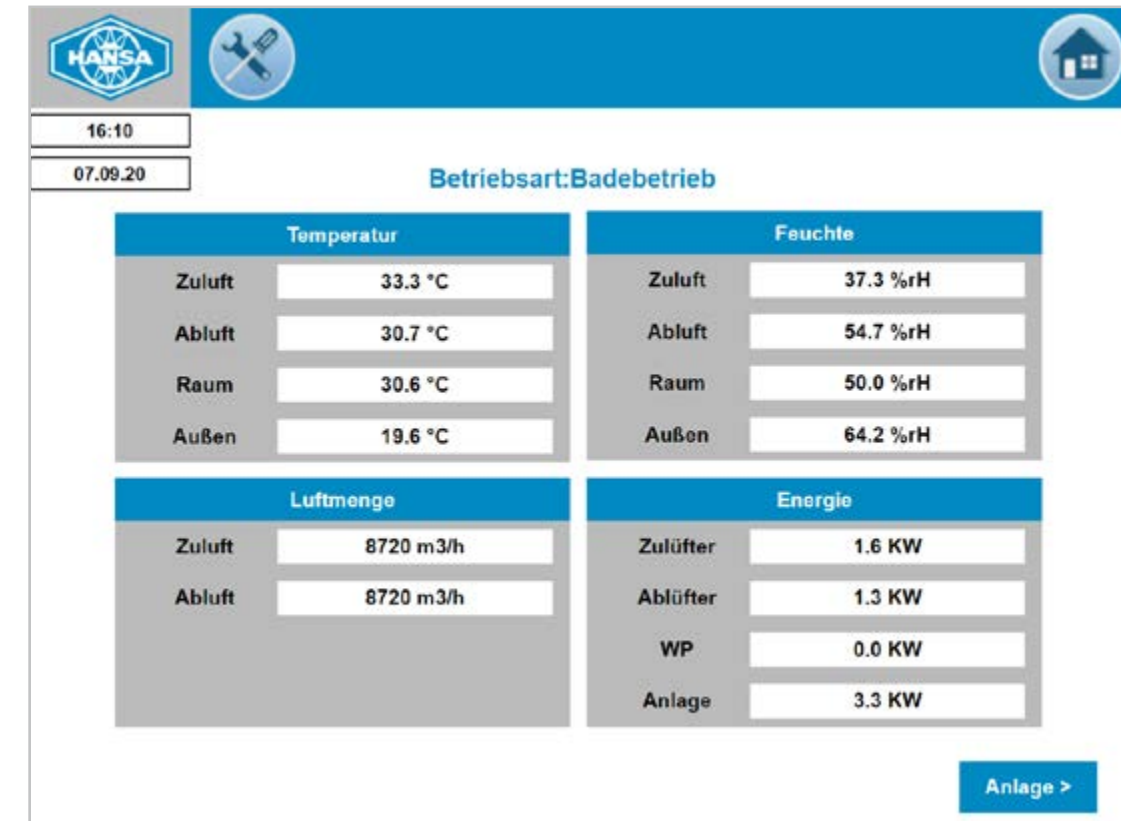 HANSA
16:10
07.09.20
Betriebsart:Badebetrieb
Temperatur
Zuluft 33.3 °C
Abluft 30.7 °C
Raum 30.6 °C
Außen 19.6 °C
Feuchte
Zuluft 37.3 %rH
Abluft 54.7 %rH
Raum 50.0 %rH
Außen 64.2 %rH
Luftmenge
Zuluft 8720 m3/h
Abluft 8720 m3/h
Energie
Zulüfter 1.6 KW
Ablüfter 1.3 KW
WP 0.0 KW
Anlage 3.3 KW
Anlage >